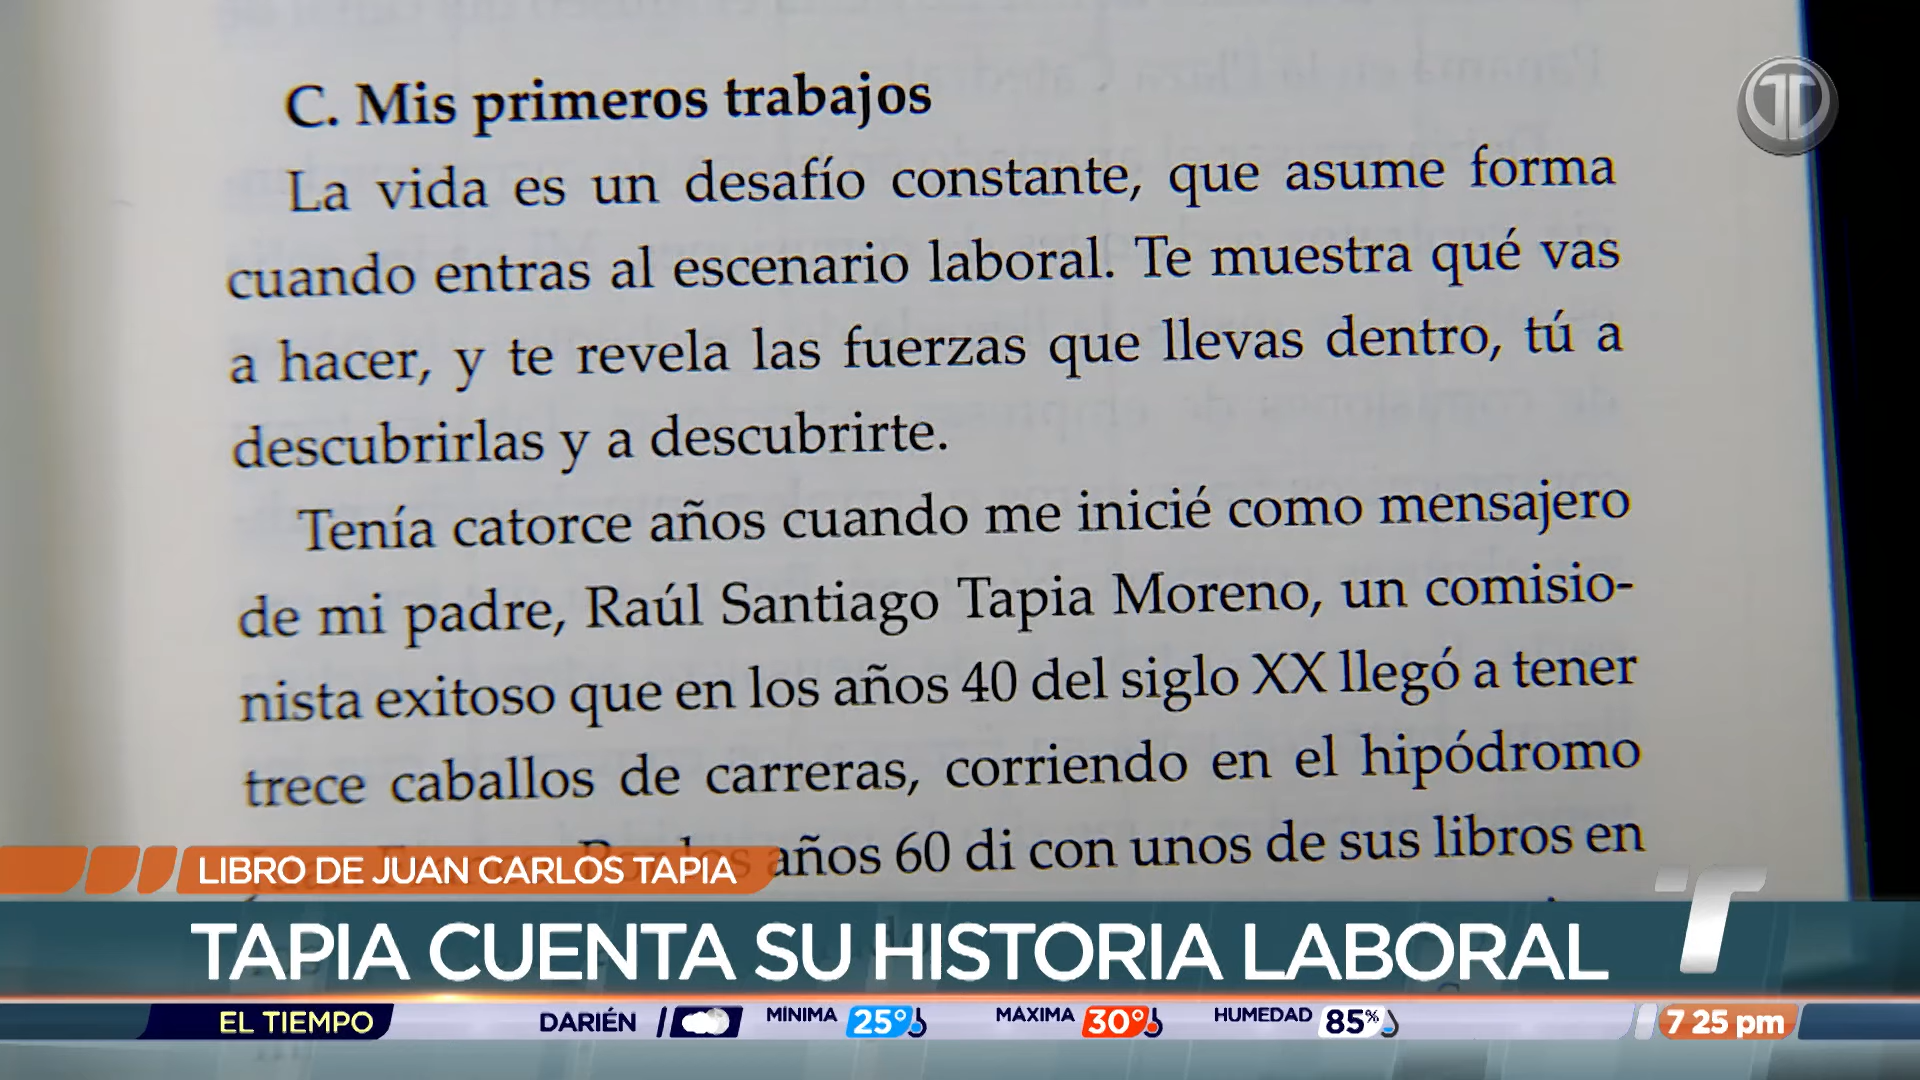 C. Mis primeros trabajos
La vida es un desafío constante, que asume forma
cuando entras al escenario laboral. Te muestra qué vas
a hacer, y te revela las fuerzas que llevas dentro, tú a
descubrirlas y a descubrirte.
Tenía catorce años cuando me inicié como mensajero
de mi padre, Raúl Santiago Tapia Moreno, un comisio-
nista exitoso que en los años 40 del siglo XX llegó a tener
trece caballos de carreras, corriendo en el hipódromo
años 60 di con unos de sus libros en
LIBRO DE JUAN CARLOS TAPIA
TAPIA CUENTA SU HISTORIA LABORAL
EL TIEMPO DARIÉN MÍNIMA 25° MÁXIMA 30° HUMEDAD 85% 7 25 pm